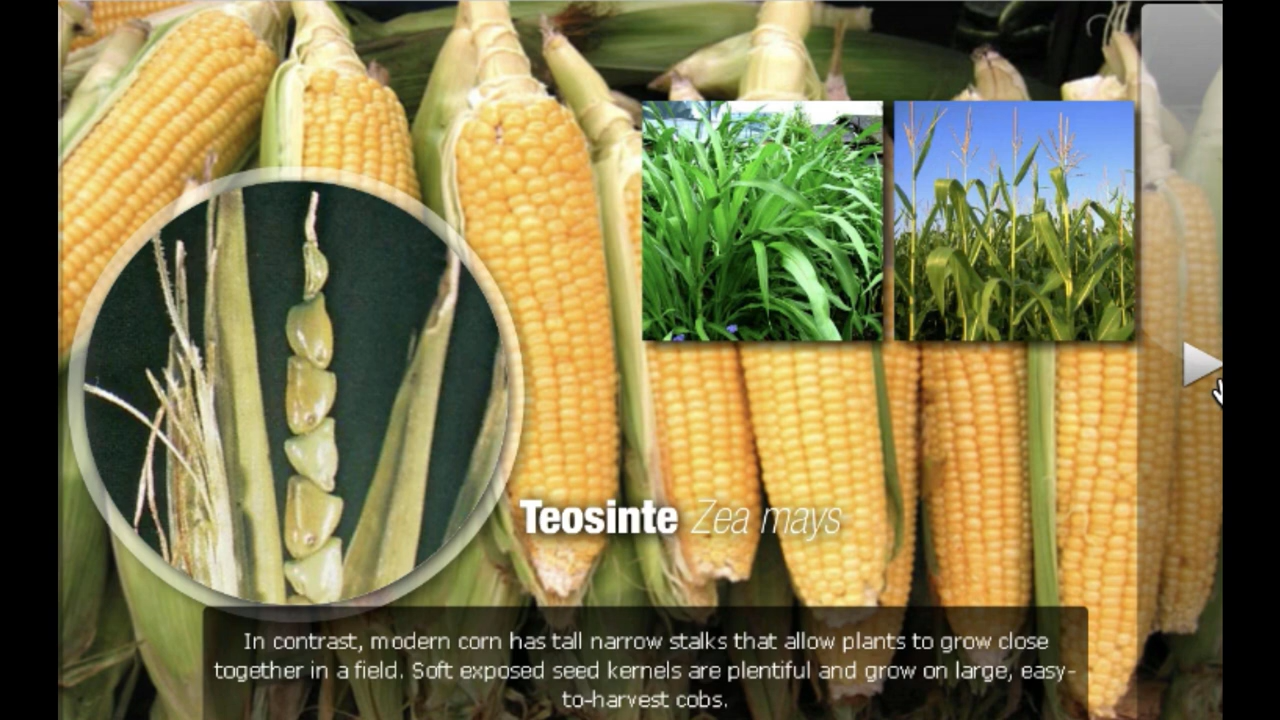 Teosinte Zea mays
In contrast, modern corn has tall narrow stalks that allow plants to grow close
together in a field. Soft exposed seed kernels are plentiful and grow on large, easy-
to-harvest cobs.